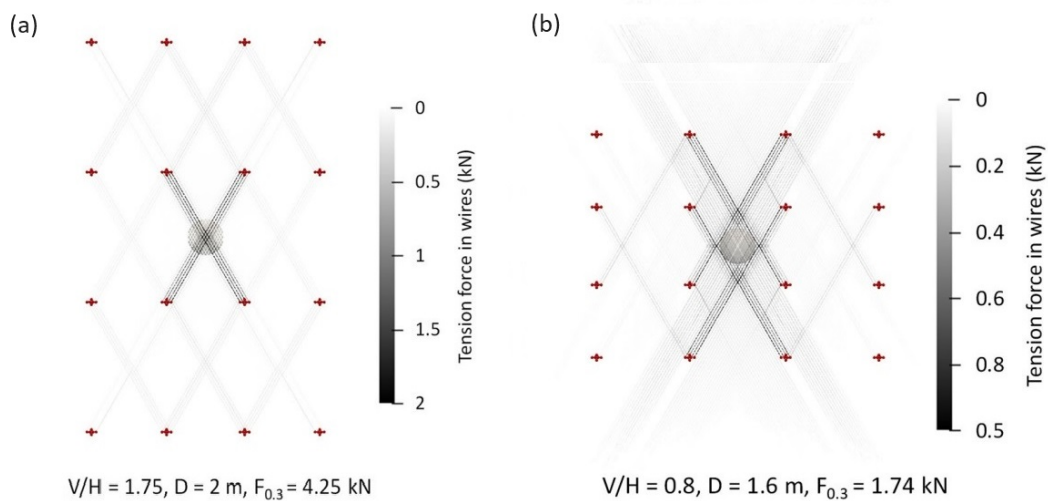 (a)
0
0.5
1
1.5
2
Tension force in wires (kN)
V/H = 1.75, D = 2 m, F0.3 = 4.25 kN
(b)
0
0.2
0.4
0.6
0.8
0.5
Tension force in wires (kN)
V/H = 0.8, D = 1.6 m, F0.3 = 1.74 kN